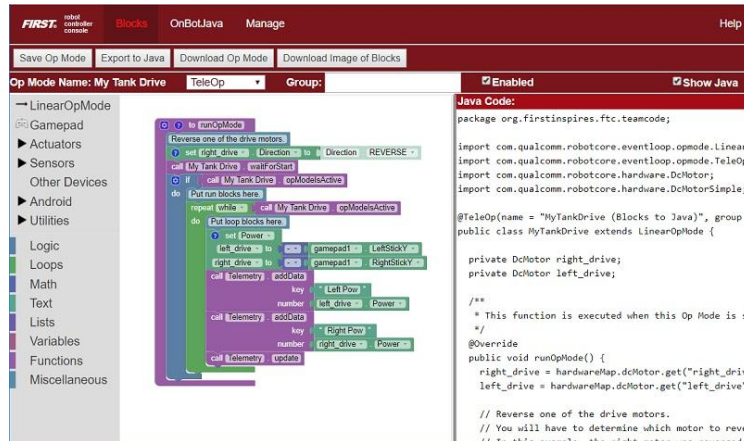 FIRST. robot controller console Blocks OnBotJava Manage Help
Save Op Mode Export to Java Download Op Mode Download Image of Blocks
Op Mode Name: My Tank Drive TeleOp Group: Enabled Show Java
LinearOpMode
Gamepad
Actuators
Sensors
Other Devices
Android
Utilities
Logic
Loops
Math
Text
Lists
Variables
Functions
Miscellaneous
to runOpMode
Reverse one of the drive motors.
set right_drive . Direction to Direction . REVERSE
call My Tank Drive . waitForStart
if call My Tank Drive . opModeIsActive
do Put run blocks here.
repeat while call My Tank Drive . opModeIsActive
do Put loop blocks here.
set Power
left_drive to - gamepad1 . LeftStickY
right_drive to - gamepad1 . RightStickY
call Telemetry . addData
key " Left Pow "
number left_drive . Power
call Telemetry . addData
key " Right Pow "
number right_drive . Power
call Telemetry . update
Java Code:
package org.firstinspires.ftc.teamcode;
import com.qualcomm.robotcore.eventloop.opmode.Linear
import com.qualcomm.robotcore.eventloop.opmode.TeleOp
import com.qualcomm.robotcore.hardware.DcMotor;
import com.qualcomm.robotcore.hardware.DcMotorSimple;
@TeleOp(name = "MyTankDrive (Blocks to Java)", group
public class MyTankDrive extends LinearOpMode {
private DcMotor right_drive;
private DcMotor left_drive;
/**
* This function is executed when this Op Mode is s
*/
@Override
public void runOpMode() {
right_drive = hardwareMap.dcMotor.get("right_driv
left_drive = hardwareMap.dcMotor.get("left_drive"
// Reverse one of the drive motors.
// You will have to determine which motor to reve